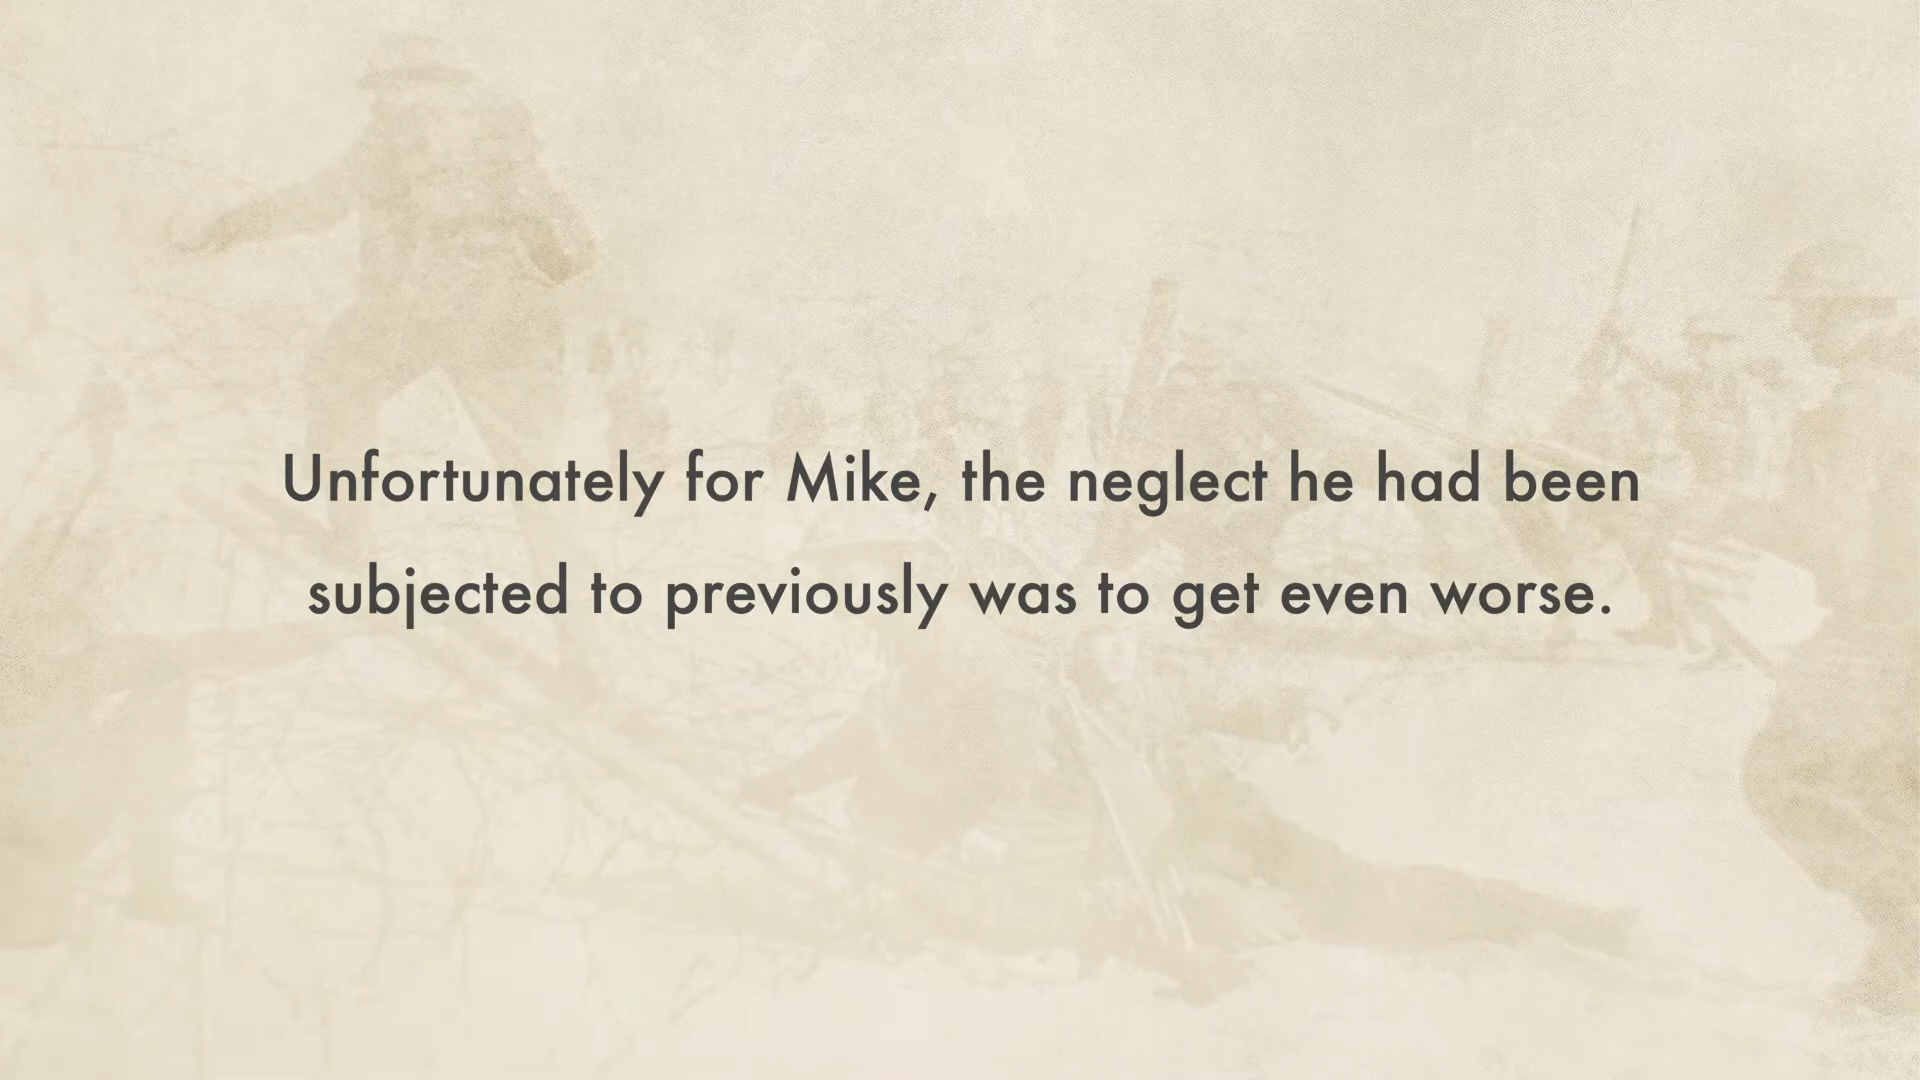 Unfortunately for Mike, the neglect he had been
subjected to previously was to get even worse.